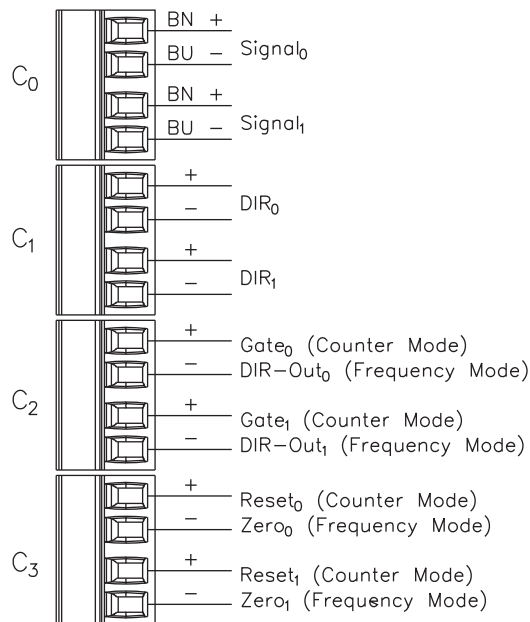 BN +
Signal₀
BU −
C₀
BN +
Signal₁
BU −
+
DIR₀
−
C₁
+
DIR₁
−
+
Gate₀ (Counter Mode)
−
DIR−Out₀ (Frequency Mode)
C₂
+
Gate₁ (Counter Mode)
−
DIR−Out₁ (Frequency Mode)
+
Reset₀ (Counter Mode)
−
Zero₀ (Frequency Mode)
C₃
+
Reset₁ (Counter Mode)
−
Zero₁ (Frequency Mode)